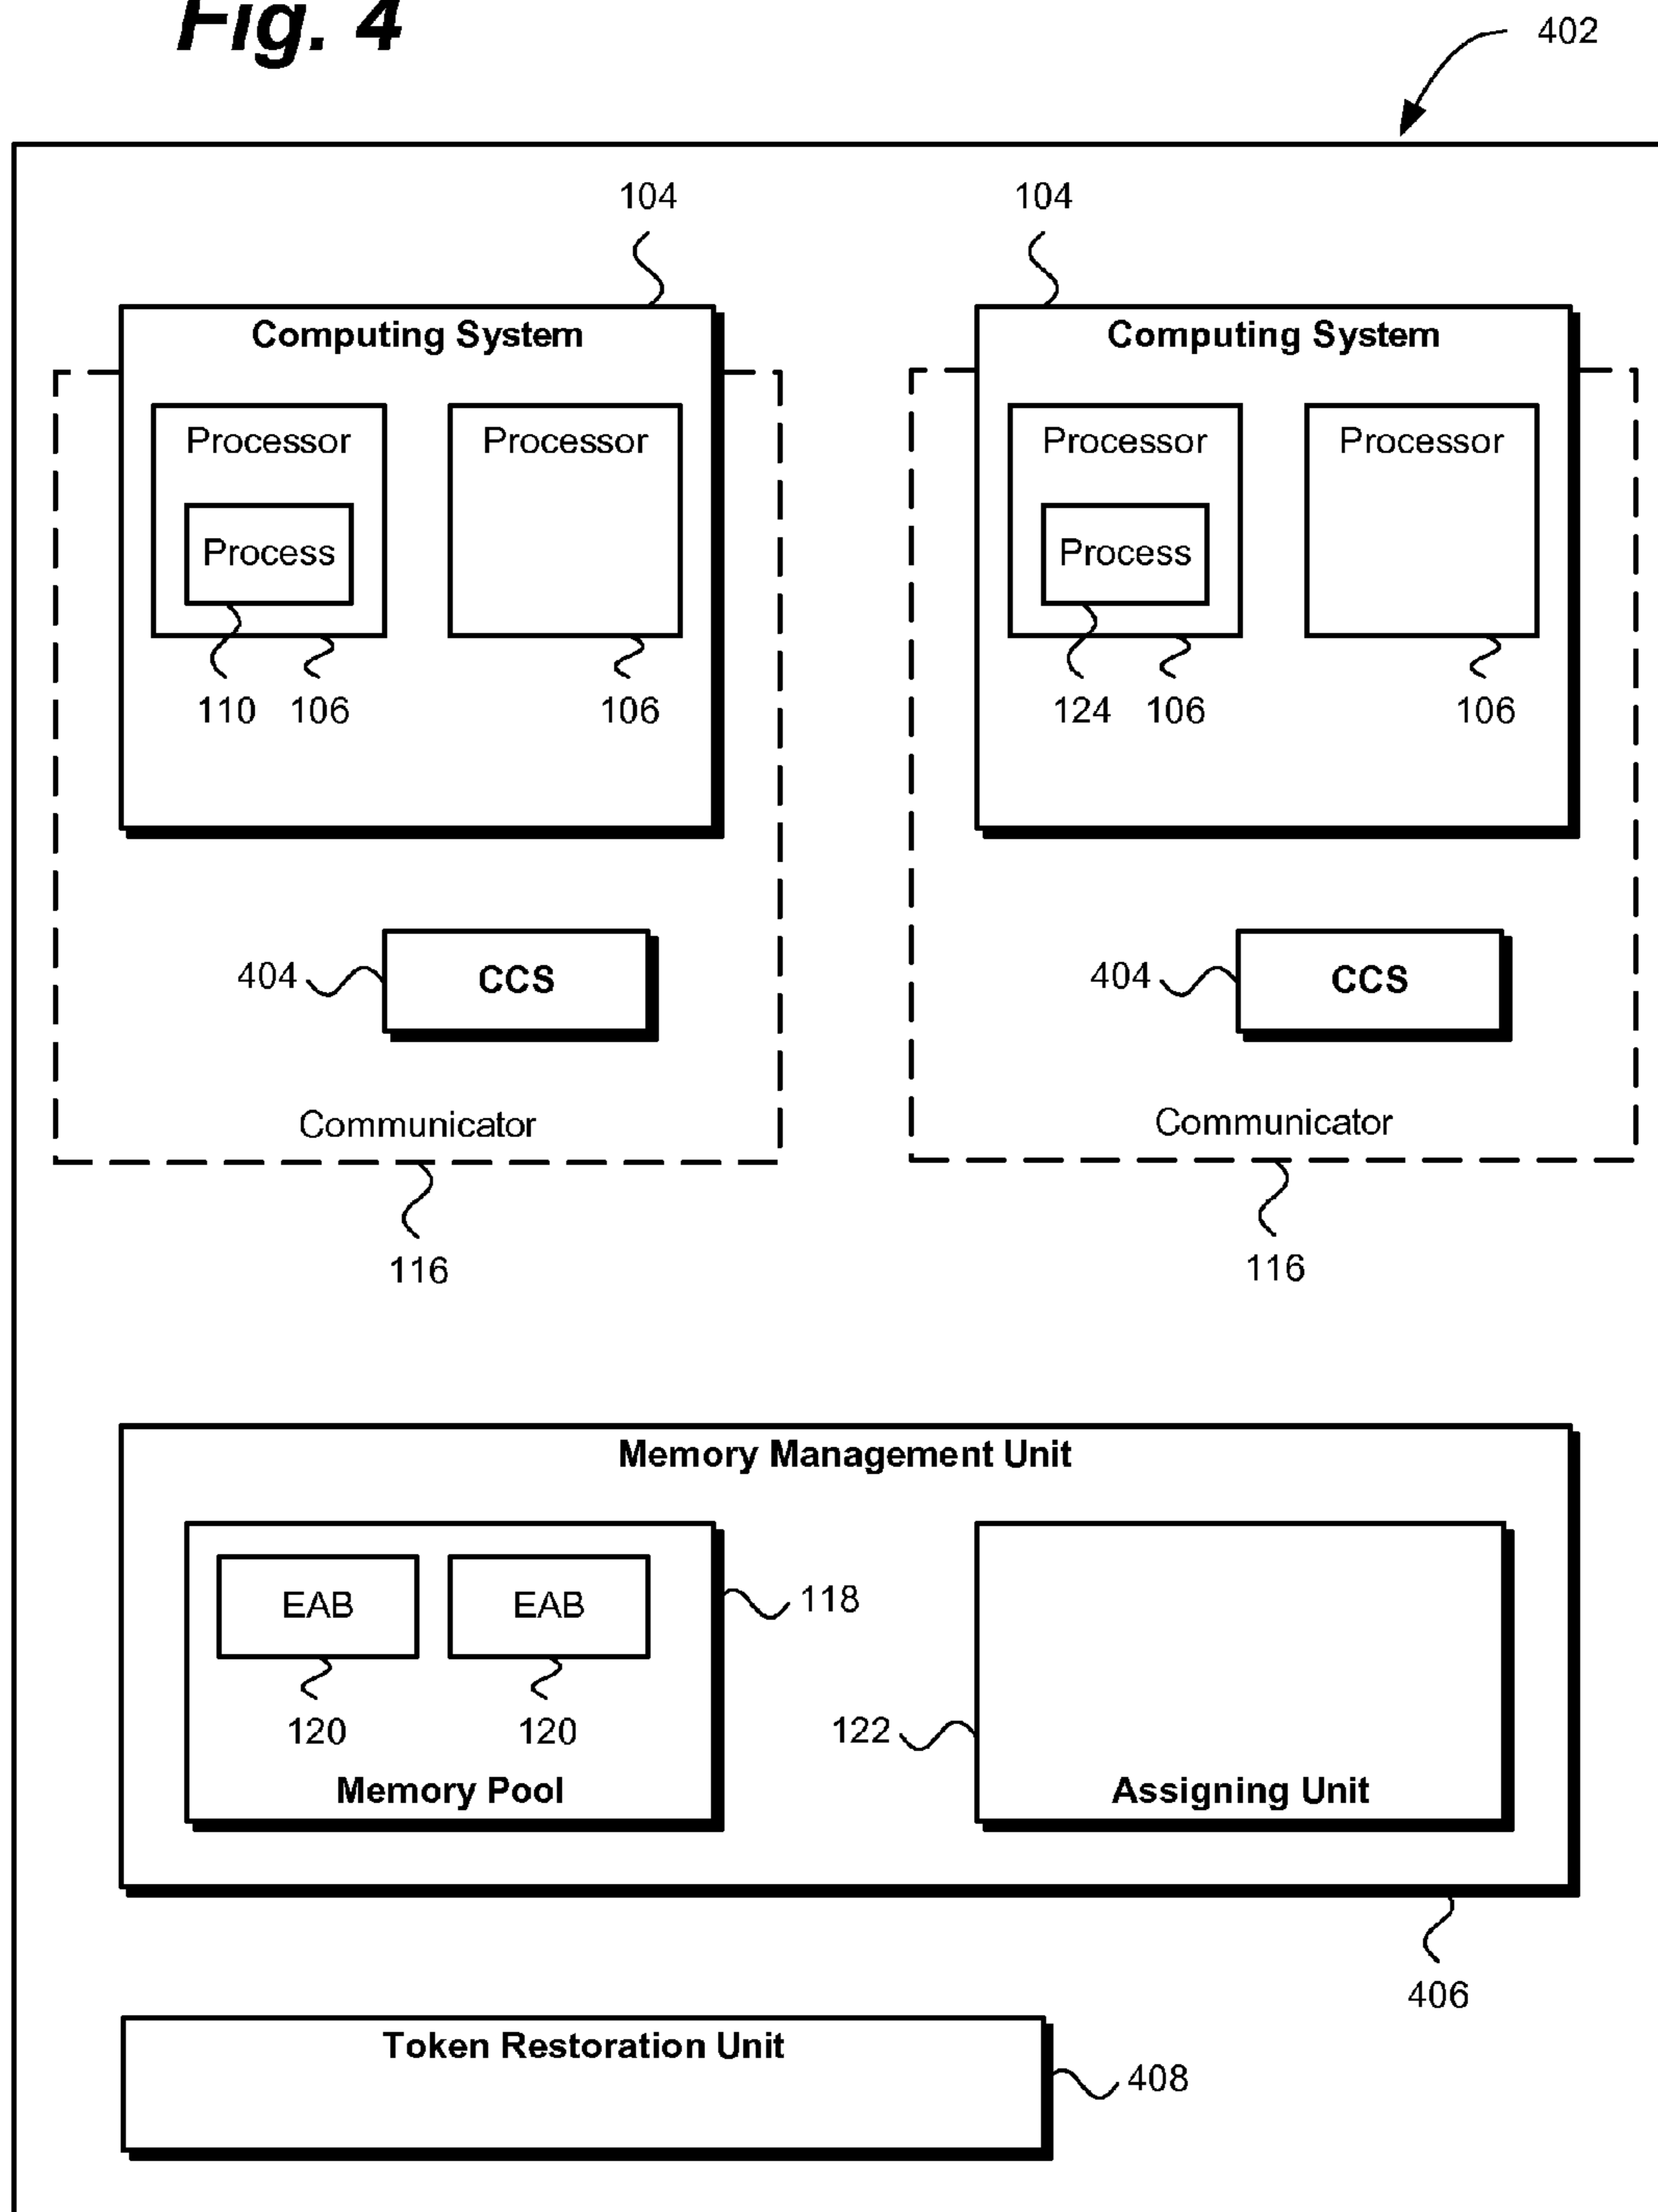 Fig. 4
402
104 104
Computing System Computing System
Processor Processor Processor Processor
Process Process
110 106 106 124 106 106
404 CCS 404 CCS
Communicator Communicator
116 116
Memory Management Unit
EAB EAB 118
120 120 122
Memory Pool Assigning Unit
406
Token Restoration Unit
408